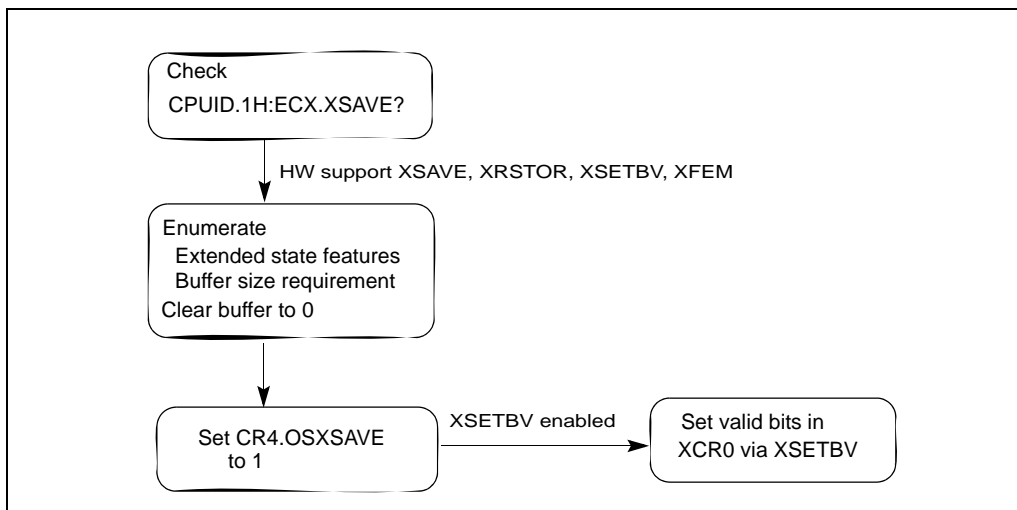 Check
CPUID.1H:ECX.XSAVE?
HW support XSAVE, XRSTOR, XSETBV, XFEM
Enumerate
Extended state features
Buffer size requirement
Clear buffer to 0
Set CR4.OSXSAVE
to 1
XSETBV enabled
Set valid bits in
XCR0 via XSETBV